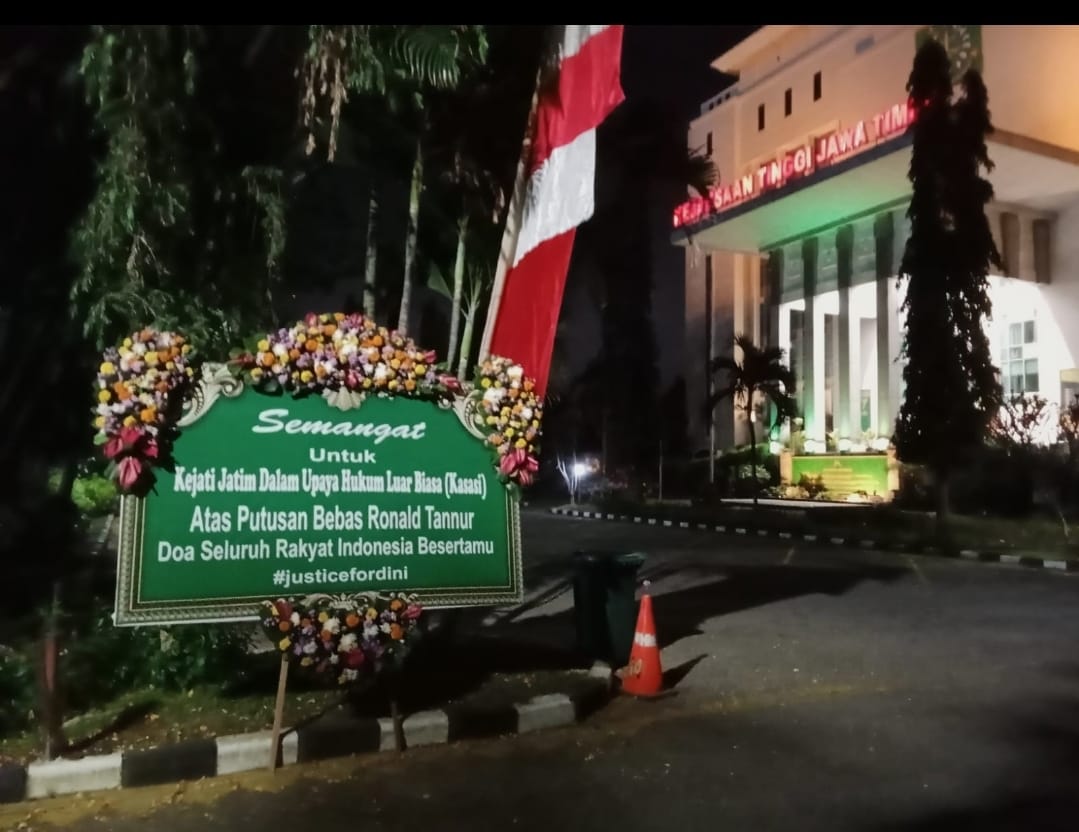 Semangat
Untuk
Kejati Jatim Dalam Upaya Hukum Luar Biasa (Kasasi)
Atas Putusan Bebas Ronald Tannur
Doa Seluruh Rakyat Indonesia Besertamu
#justicefordini
KEJAKSAAN TINGGI JAWA TIM